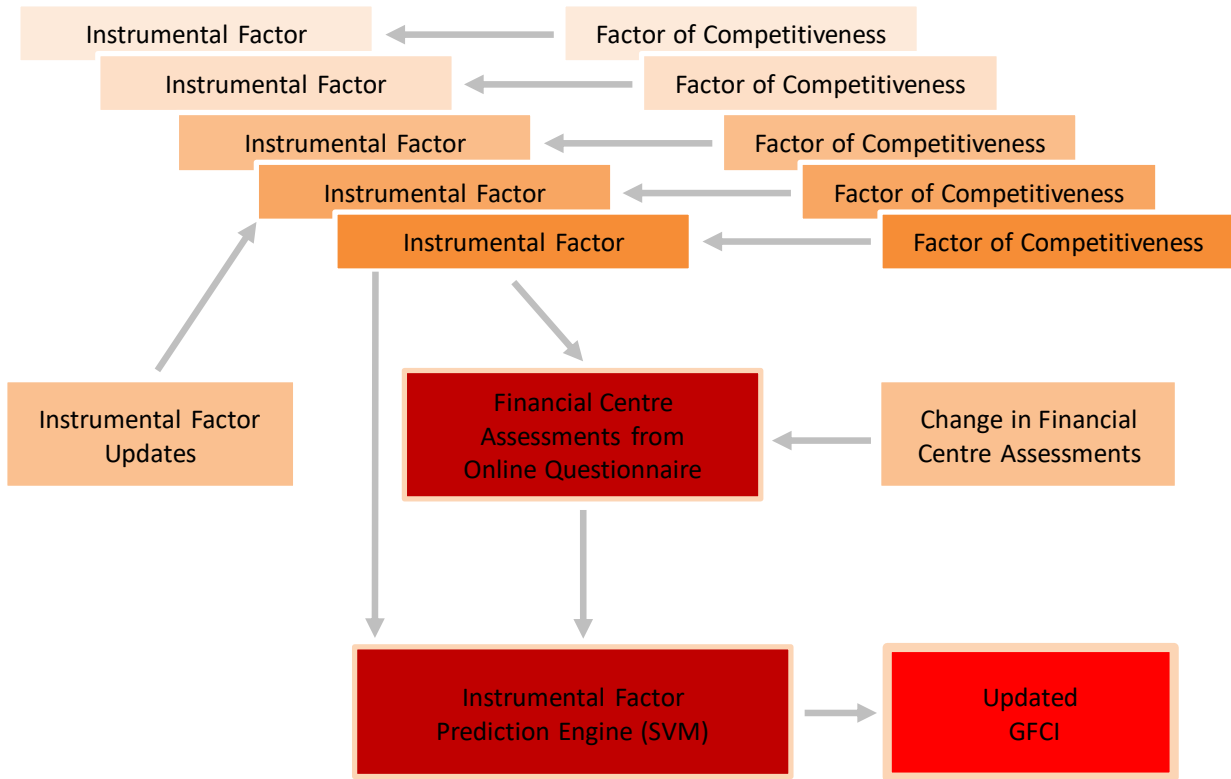 Instrumental Factor
Factor of Competitiveness
Instrumental Factor
Factor of Competitiveness
Instrumental Factor
Factor of Competitiveness
Instrumental Factor
Factor of Competitiveness
Instrumental Factor
Factor of Competitiveness
Instrumental Factor
Updates
Financial Centre
Assessments from
Online Questionnaire
Change in Financial
Centre Assessments
Instrumental Factor
Prediction Engine (SVM)
Updated
GFCI